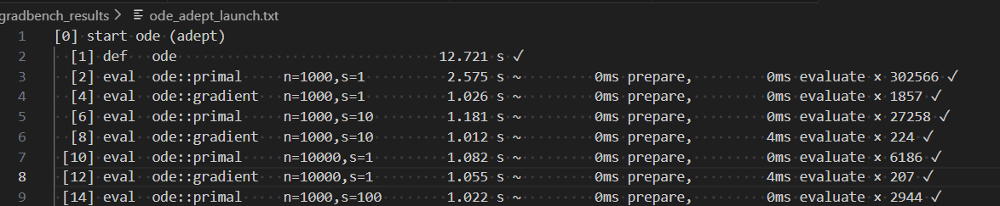 gradbench_results > ode_adept_launch.txt
1 [0] start ode (adept)
2 [1] def ode 12.721 s ✓
3 [2] eval ode::primal n=1000,s=1 2.575 s ~ 0ms prepare, 0ms evaluate × 302566 ✓
4 [4] eval ode::gradient n=1000,s=1 1.026 s ~ 0ms prepare, 0ms evaluate × 1857 ✓
5 [6] eval ode::primal n=1000,s=10 1.181 s ~ 0ms prepare, 0ms evaluate × 27258 ✓
6 [8] eval ode::gradient n=1000,s=10 1.012 s ~ 0ms prepare, 4ms evaluate × 224 ✓
7 [10] eval ode::primal n=10000,s=1 1.082 s ~ 0ms prepare, 0ms evaluate × 6186 ✓
8 [12] eval ode::gradient n=10000,s=1 1.055 s ~ 0ms prepare, 4ms evaluate × 207 ✓
9 [14] eval ode::primal n=1000,s=100 1.022 s ~ 0ms prepare, 0ms evaluate × 2944 ✓